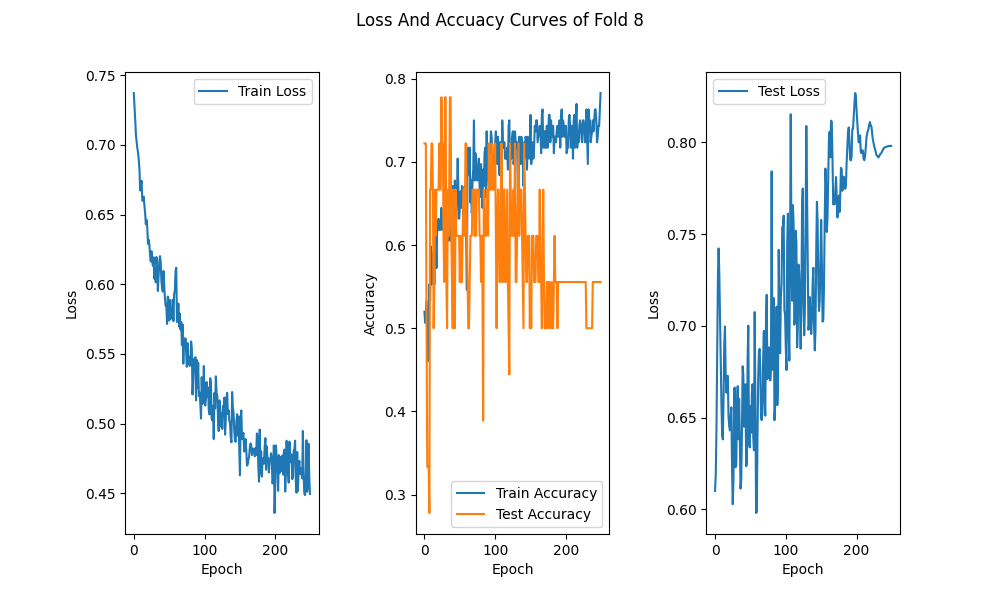 Loss And Accuacy Curves of Fold 8
Train Loss
0.75
0.70
0.65
0.60
0.55
0.50
0.45
0 100 200
Epoch
Loss
Train Accuracy
Test Accuracy
0.8
0.7
0.6
0.5
0.4
0.3
0 100 200
Epoch
Accuracy
Test Loss
0.80
0.75
0.70
0.65
0.60
0 100 200
Epoch
Loss